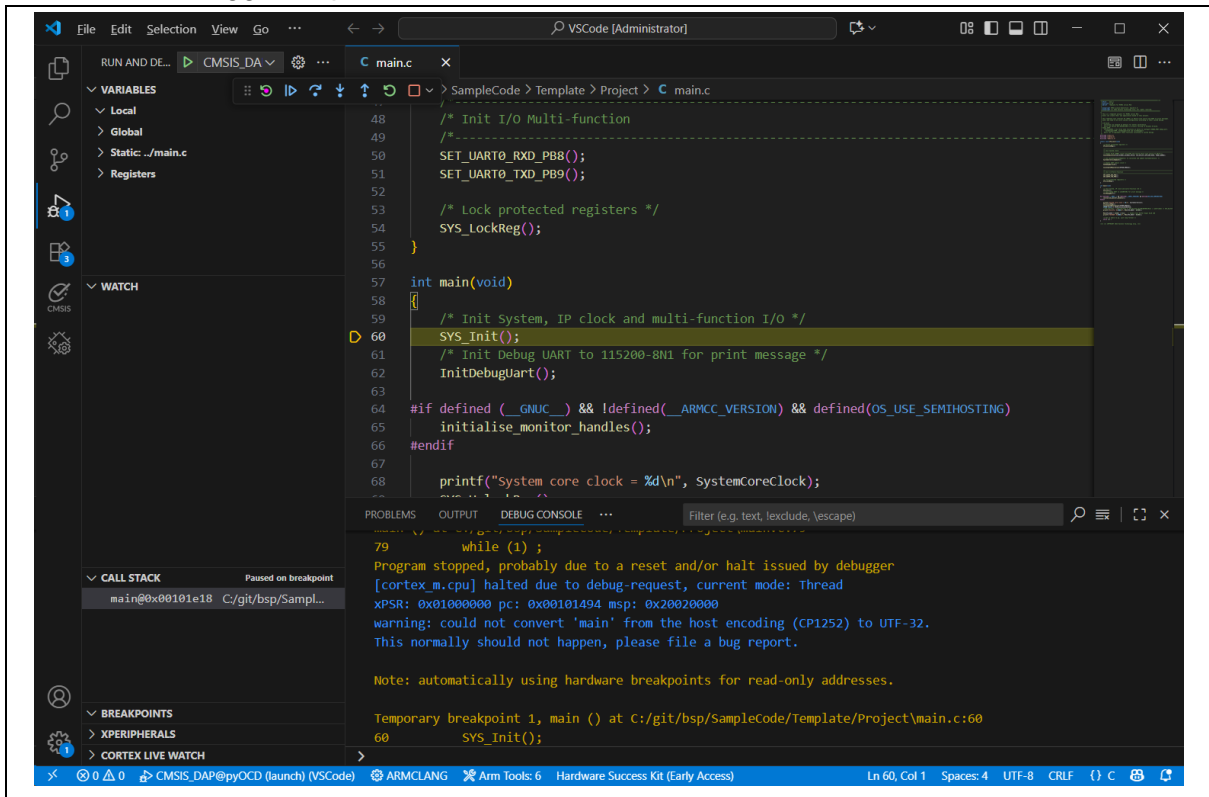 File Edit Selection View Go ··· VSCode [Administrator]
RUN AND DE... CMSIS_DA ···
C main.c
VARIABLES
Local
Global
Static: ../main.c
Registers
WATCH
CMSIS
CALL STACK Paused on breakpoint
main@0x00101e18 C:/git/bsp/Sampl...
BREAKPOINTS
XPERIPHERALS
CORTEX LIVE WATCH
1
3
1
SampleCode > Template > Project > C main.c
/*---------------------------------------------------------------------------
48 /* Init I/O Multi-function
49 /*---------------------------------------------------------------------------
50 SET_UART0_RXD_PB8();
51 SET_UART0_TXD_PB9();
52
53 /* Lock protected registers */
54 SYS_LockReg();
55 }
56
57 int main(void)
58 {
59 /* Init System, IP clock and multi-function I/O */
60 SYS_Init();
61 /* Init Debug UART to 115200-8N1 for print message */
62 InitDebugUart();
63
64 #if defined (__GNUC__) && !defined(__ARMCC_VERSION) && defined(OS_USE_SEMIHOSTING)
65 initialise_monitor_handles();
66 #endif
67
68 printf("System core clock = %d\n", SystemCoreClock);
PROBLEMS OUTPUT DEBUG CONSOLE ··· Filter (e.g. text, !exclude, \escape)
79 while (1) ;
Program stopped, probably due to a reset and/or halt issued by debugger
[cortex_m.cpu] halted due to debug-request, current mode: Thread
xPSR: 0x01000000 pc: 0x00101494 msp: 0x20020000
warning: could not convert 'main' from the host encoding (CP1252) to UTF-32.
This normally should not happen, please file a bug report.
Note: automatically using hardware breakpoints for read-only addresses.
Temporary breakpoint 1, main () at C:/git/bsp/SampleCode/Template/Project\main.c:60
60 SYS_Init();
>
0 0 CMSIS_DAP@pyOCD (launch) (VSCode) ARMCLANG Arm Tools: 6 Hardware Success Kit (Early Access) Ln 60, Col 1 Spaces: 4 UTF-8 CRLF {} C